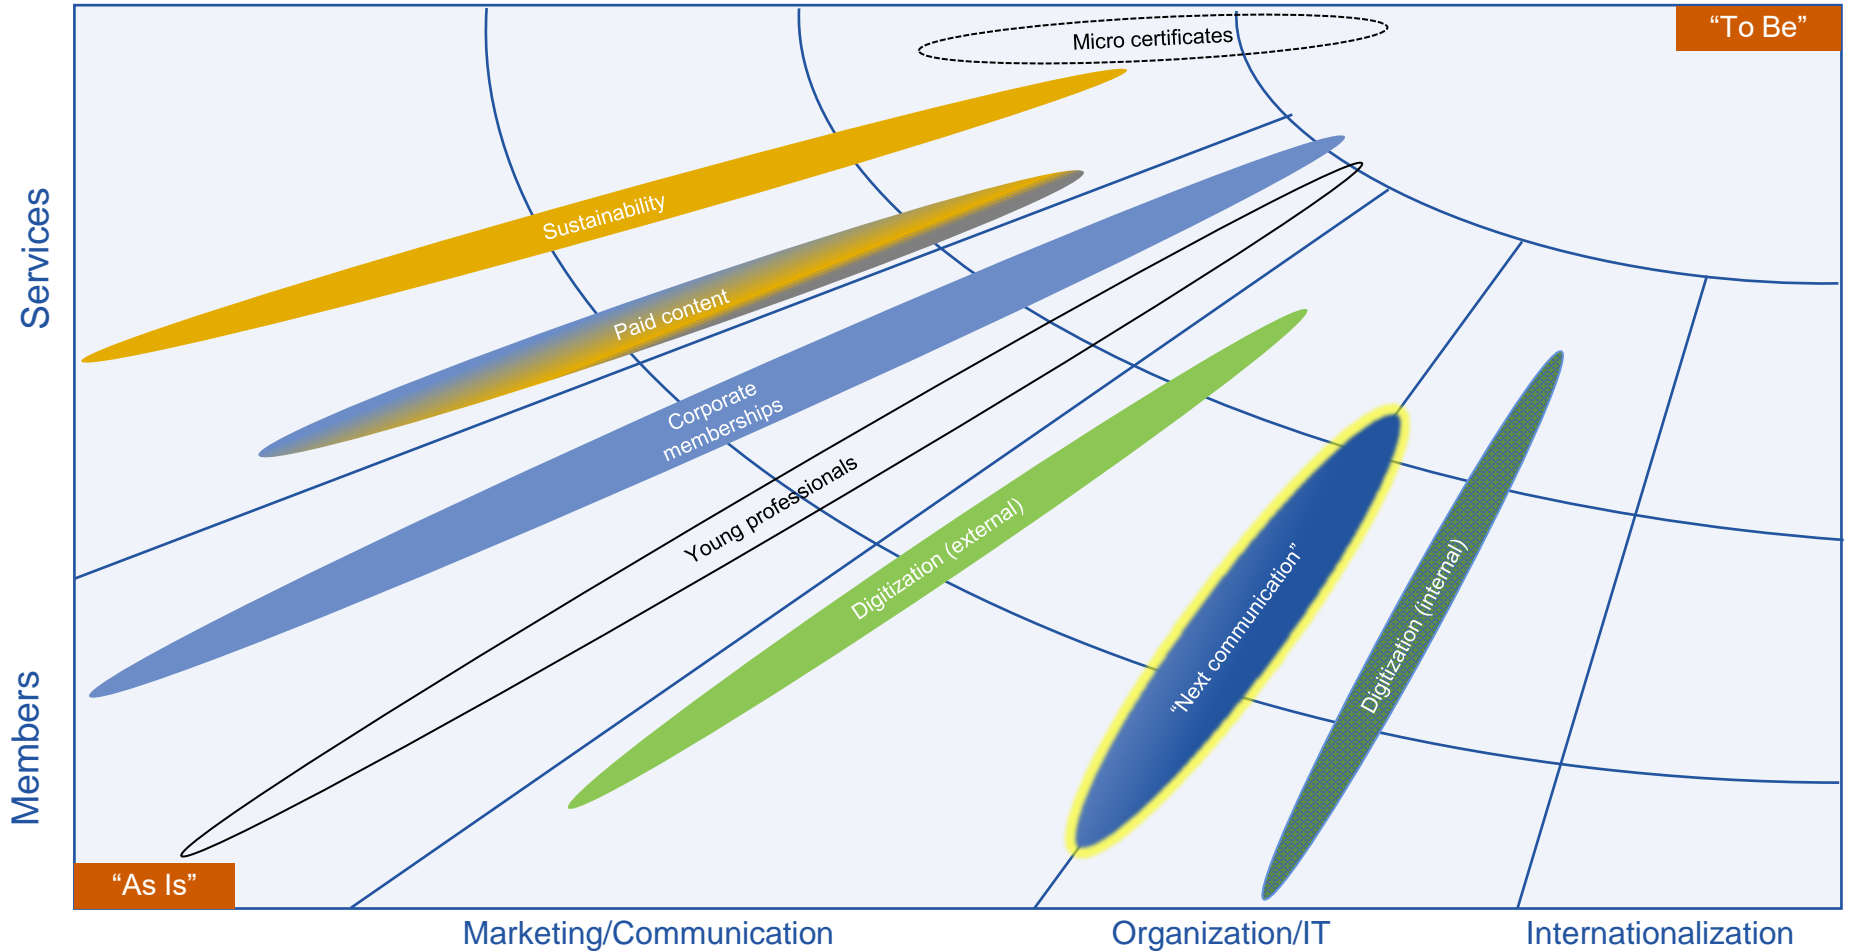 “To Be”
Micro certificates
Sustainability
Paid content
Corporate
memberships
Young professionals
Digitization (external)
“Next communication”
Digitization (internal)
Services
Members
“As Is”
Marketing/Communication
Organization/IT
Internationalization